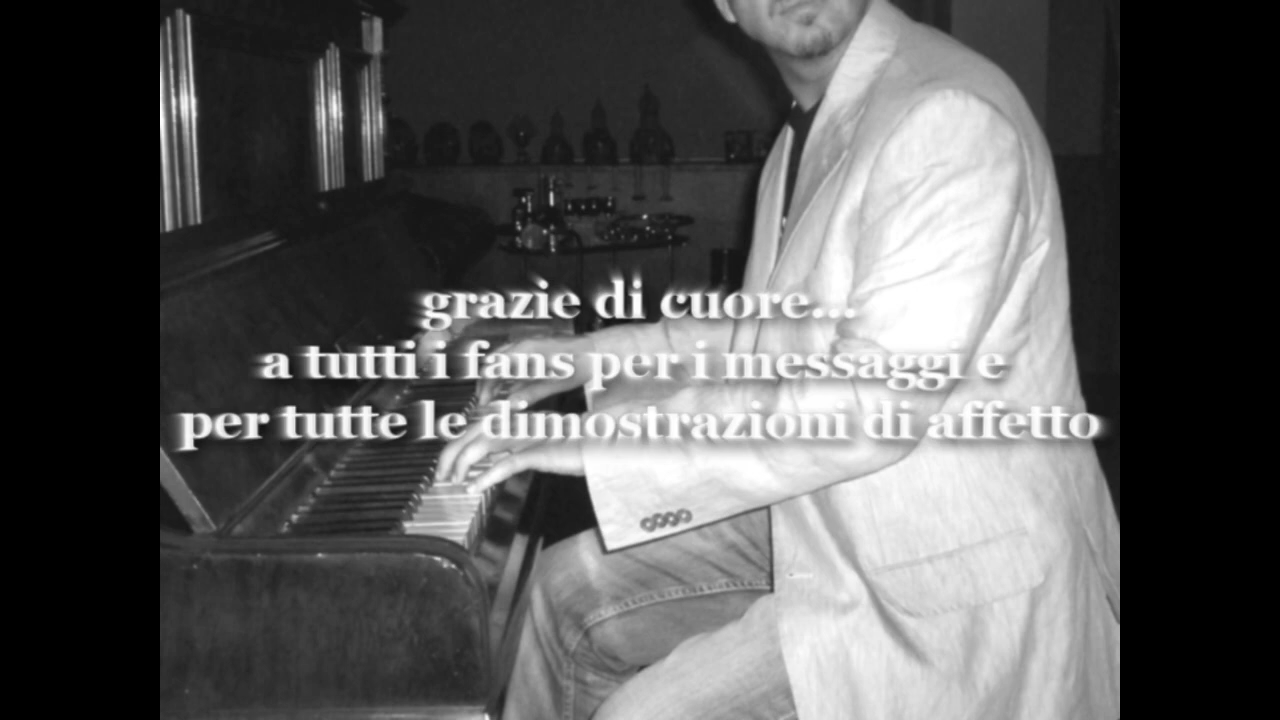 grazie di cuore...
a tutti i fans per i messaggi e
per tutte le dimostrazioni di affetto